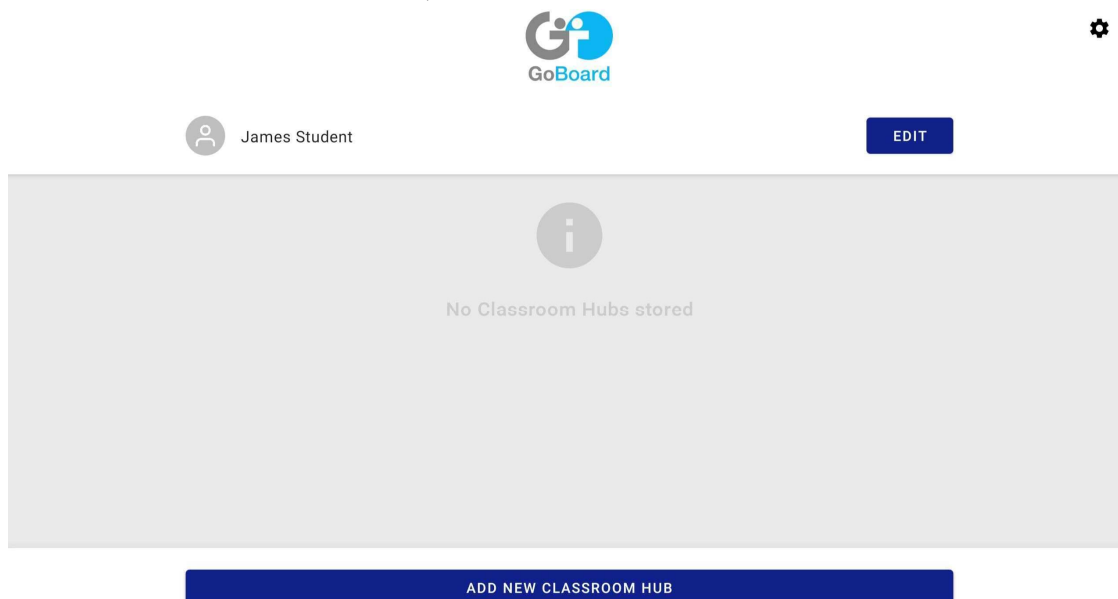 GoBoard
James Student
EDIT
No Classroom Hubs stored
ADD NEW CLASSROOM HUB